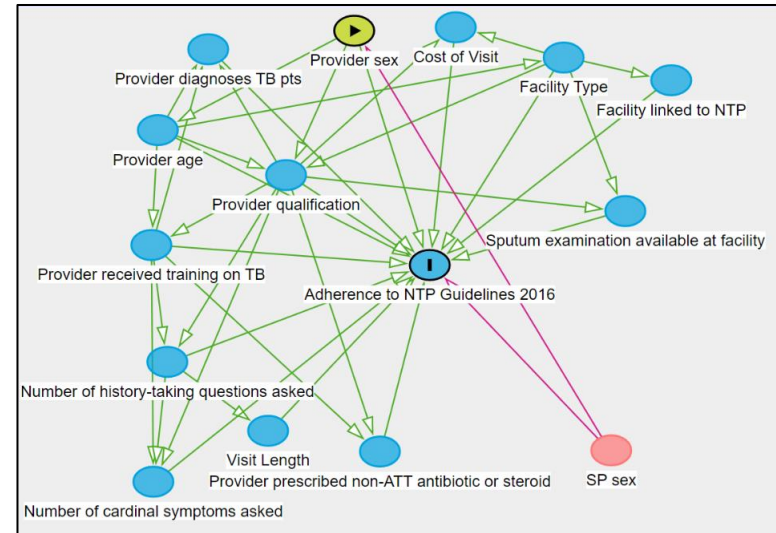 Provider sex
Cost of Visit
Provider diagnoses TB pts
Facility Type
Facility linked to NTP
Provider age
Provider qualification
Sputum examination available at facility
Provider received training on TB
Adherence to NTP Guidelines 2016
Number of history-taking questions asked
Visit Length
Provider prescribed non-ATT antibiotic or steroid
SP sex
Number of cardinal symptoms asked